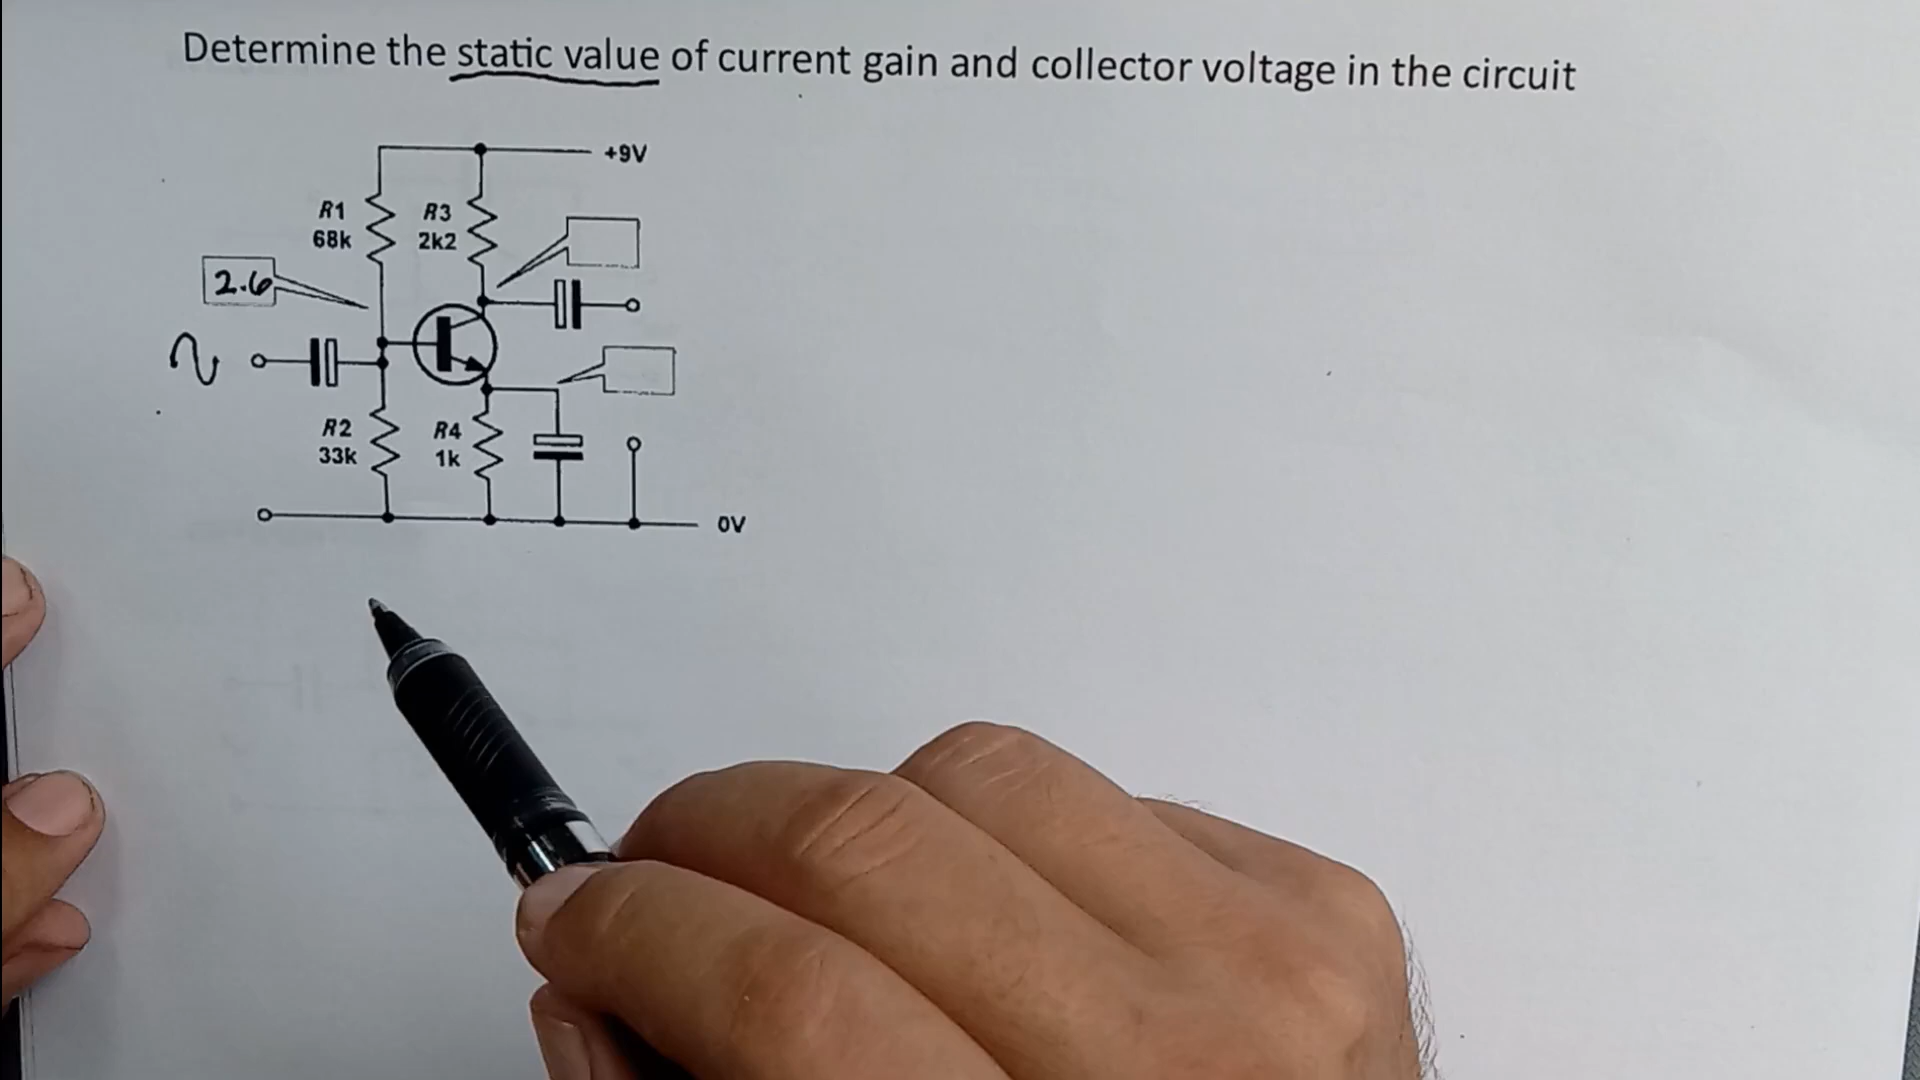 Determine the static value of current gain and collector voltage in the circuit
+9V
R1
68k
R3
2k2
2.6
R2
33k
R4
1k
0V